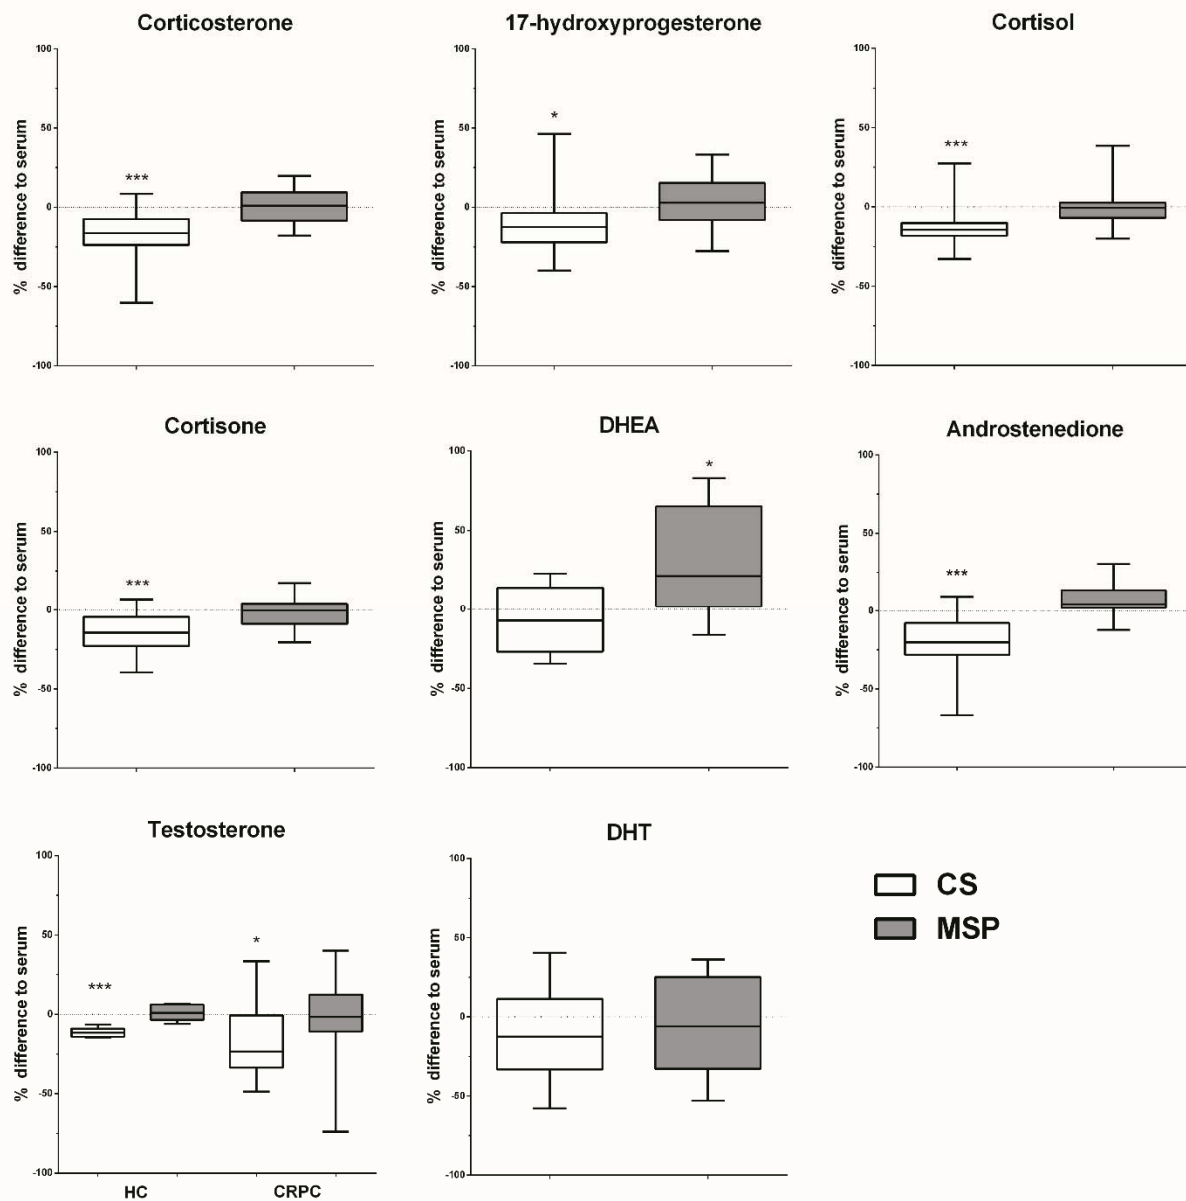 Corticosterone
% difference to serum
100
50
0
-50
-100
***
17-hydroxyprogesterone
% difference to serum
100
50
0
-50
-100
*
Cortisol
% difference to serum
100
50
0
-50
-100
***
Cortisone
% difference to serum
100
50
0
-50
-100
***
DHEA
% difference to serum
100
50
0
-50
-100
*
Androstenedione
% difference to serum
100
50
0
-50
-100
***
Testosterone
% difference to serum
100
50
0
-50
-100
***
*
HC
CRPC
DHT
% difference to serum
100
50
0
-50
-100
CS
MSP